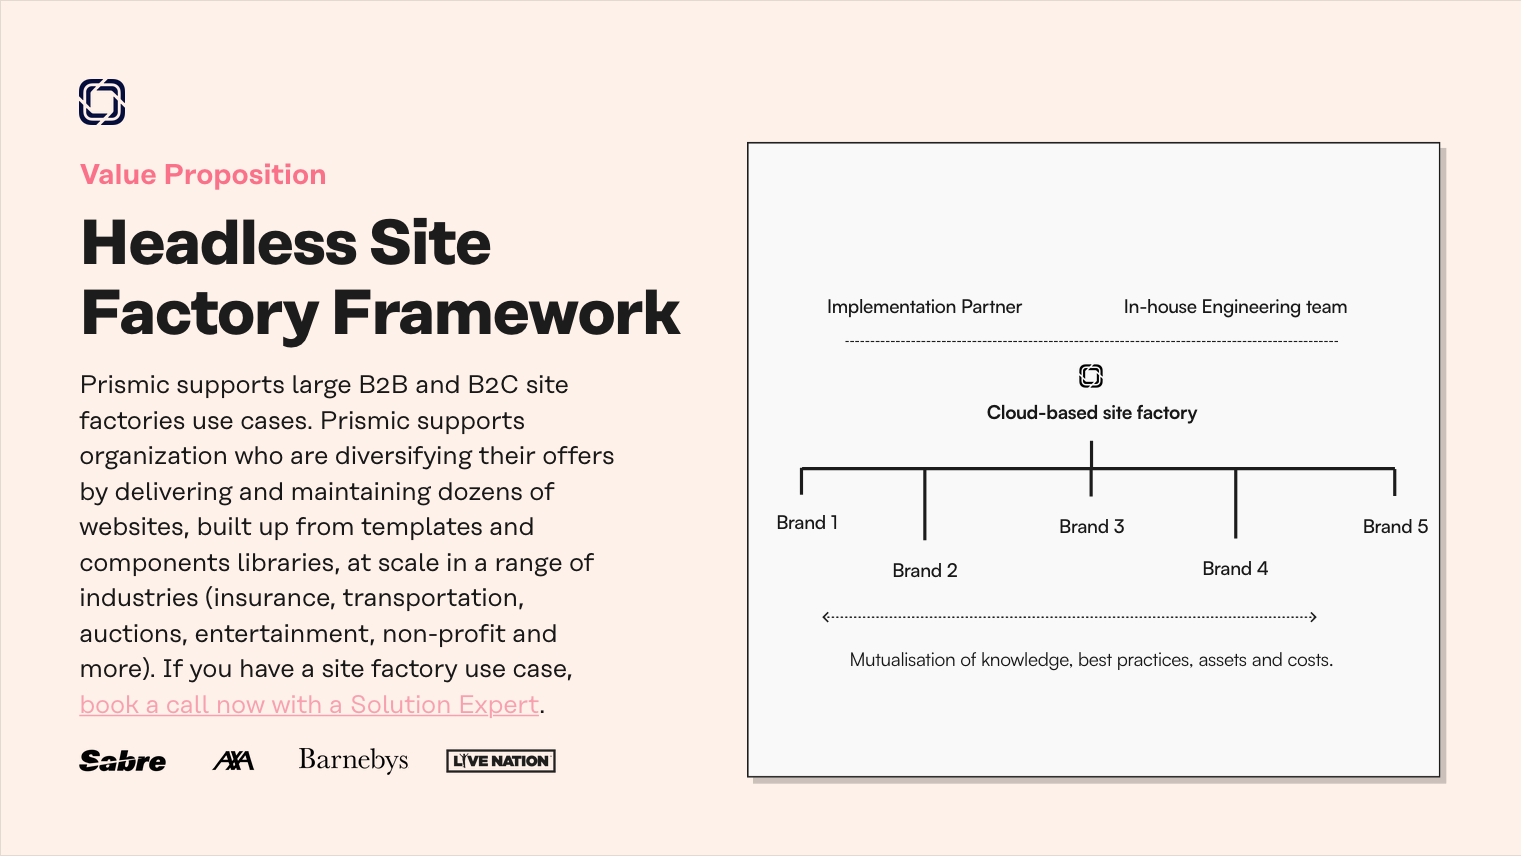 Value Proposition
Headless Site
Factory Framework
Prismic supports large B2B and B2C site
factories use cases. Prismic supports
organization who are diversifying their offers
by delivering and maintaining dozens of
websites, built up from templates and
components libraries, at scale in a range of
industries (insurance, transportation,
auctions, entertainment, non-profit and
more). If you have a site factory use case,
book a call now with a Solution Expert.
Sabre AXA Barnebys LIVE NATION
Implementation Partner In-house Engineering team
Cloud-based site factory
Brand 1 Brand 3 Brand 5
Brand 2 Brand 4
Mutualisation of knowledge, best practices, assets and costs.